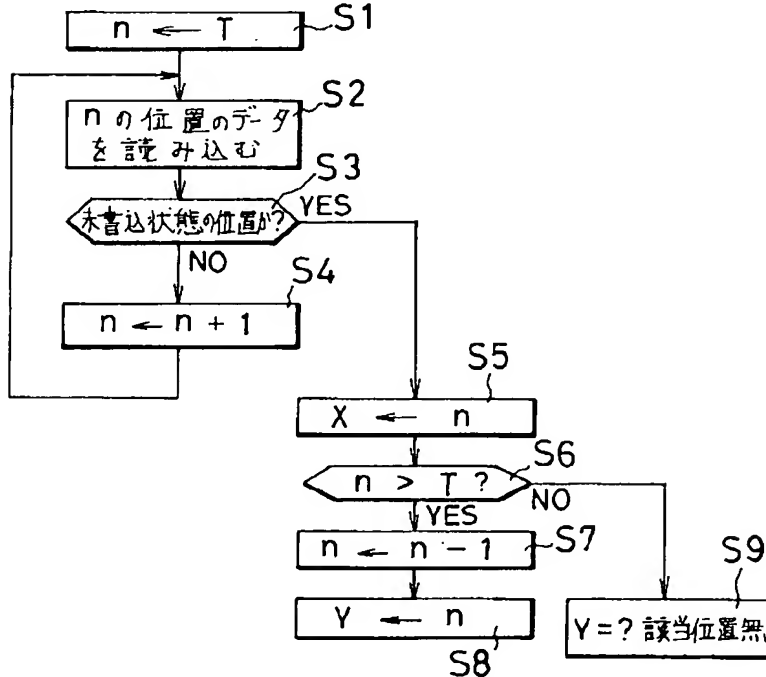 n ← T
S1
S2
nの位置のデータ
を読み込む
S3
未書込状態の位置か?
YES
NO
S4
n ← n + 1
S5
X ← n
S6
n > T ?
NO
YES
n ← n - 1
S7
Y ← n
S8
S9
Y = ? 該当位置無